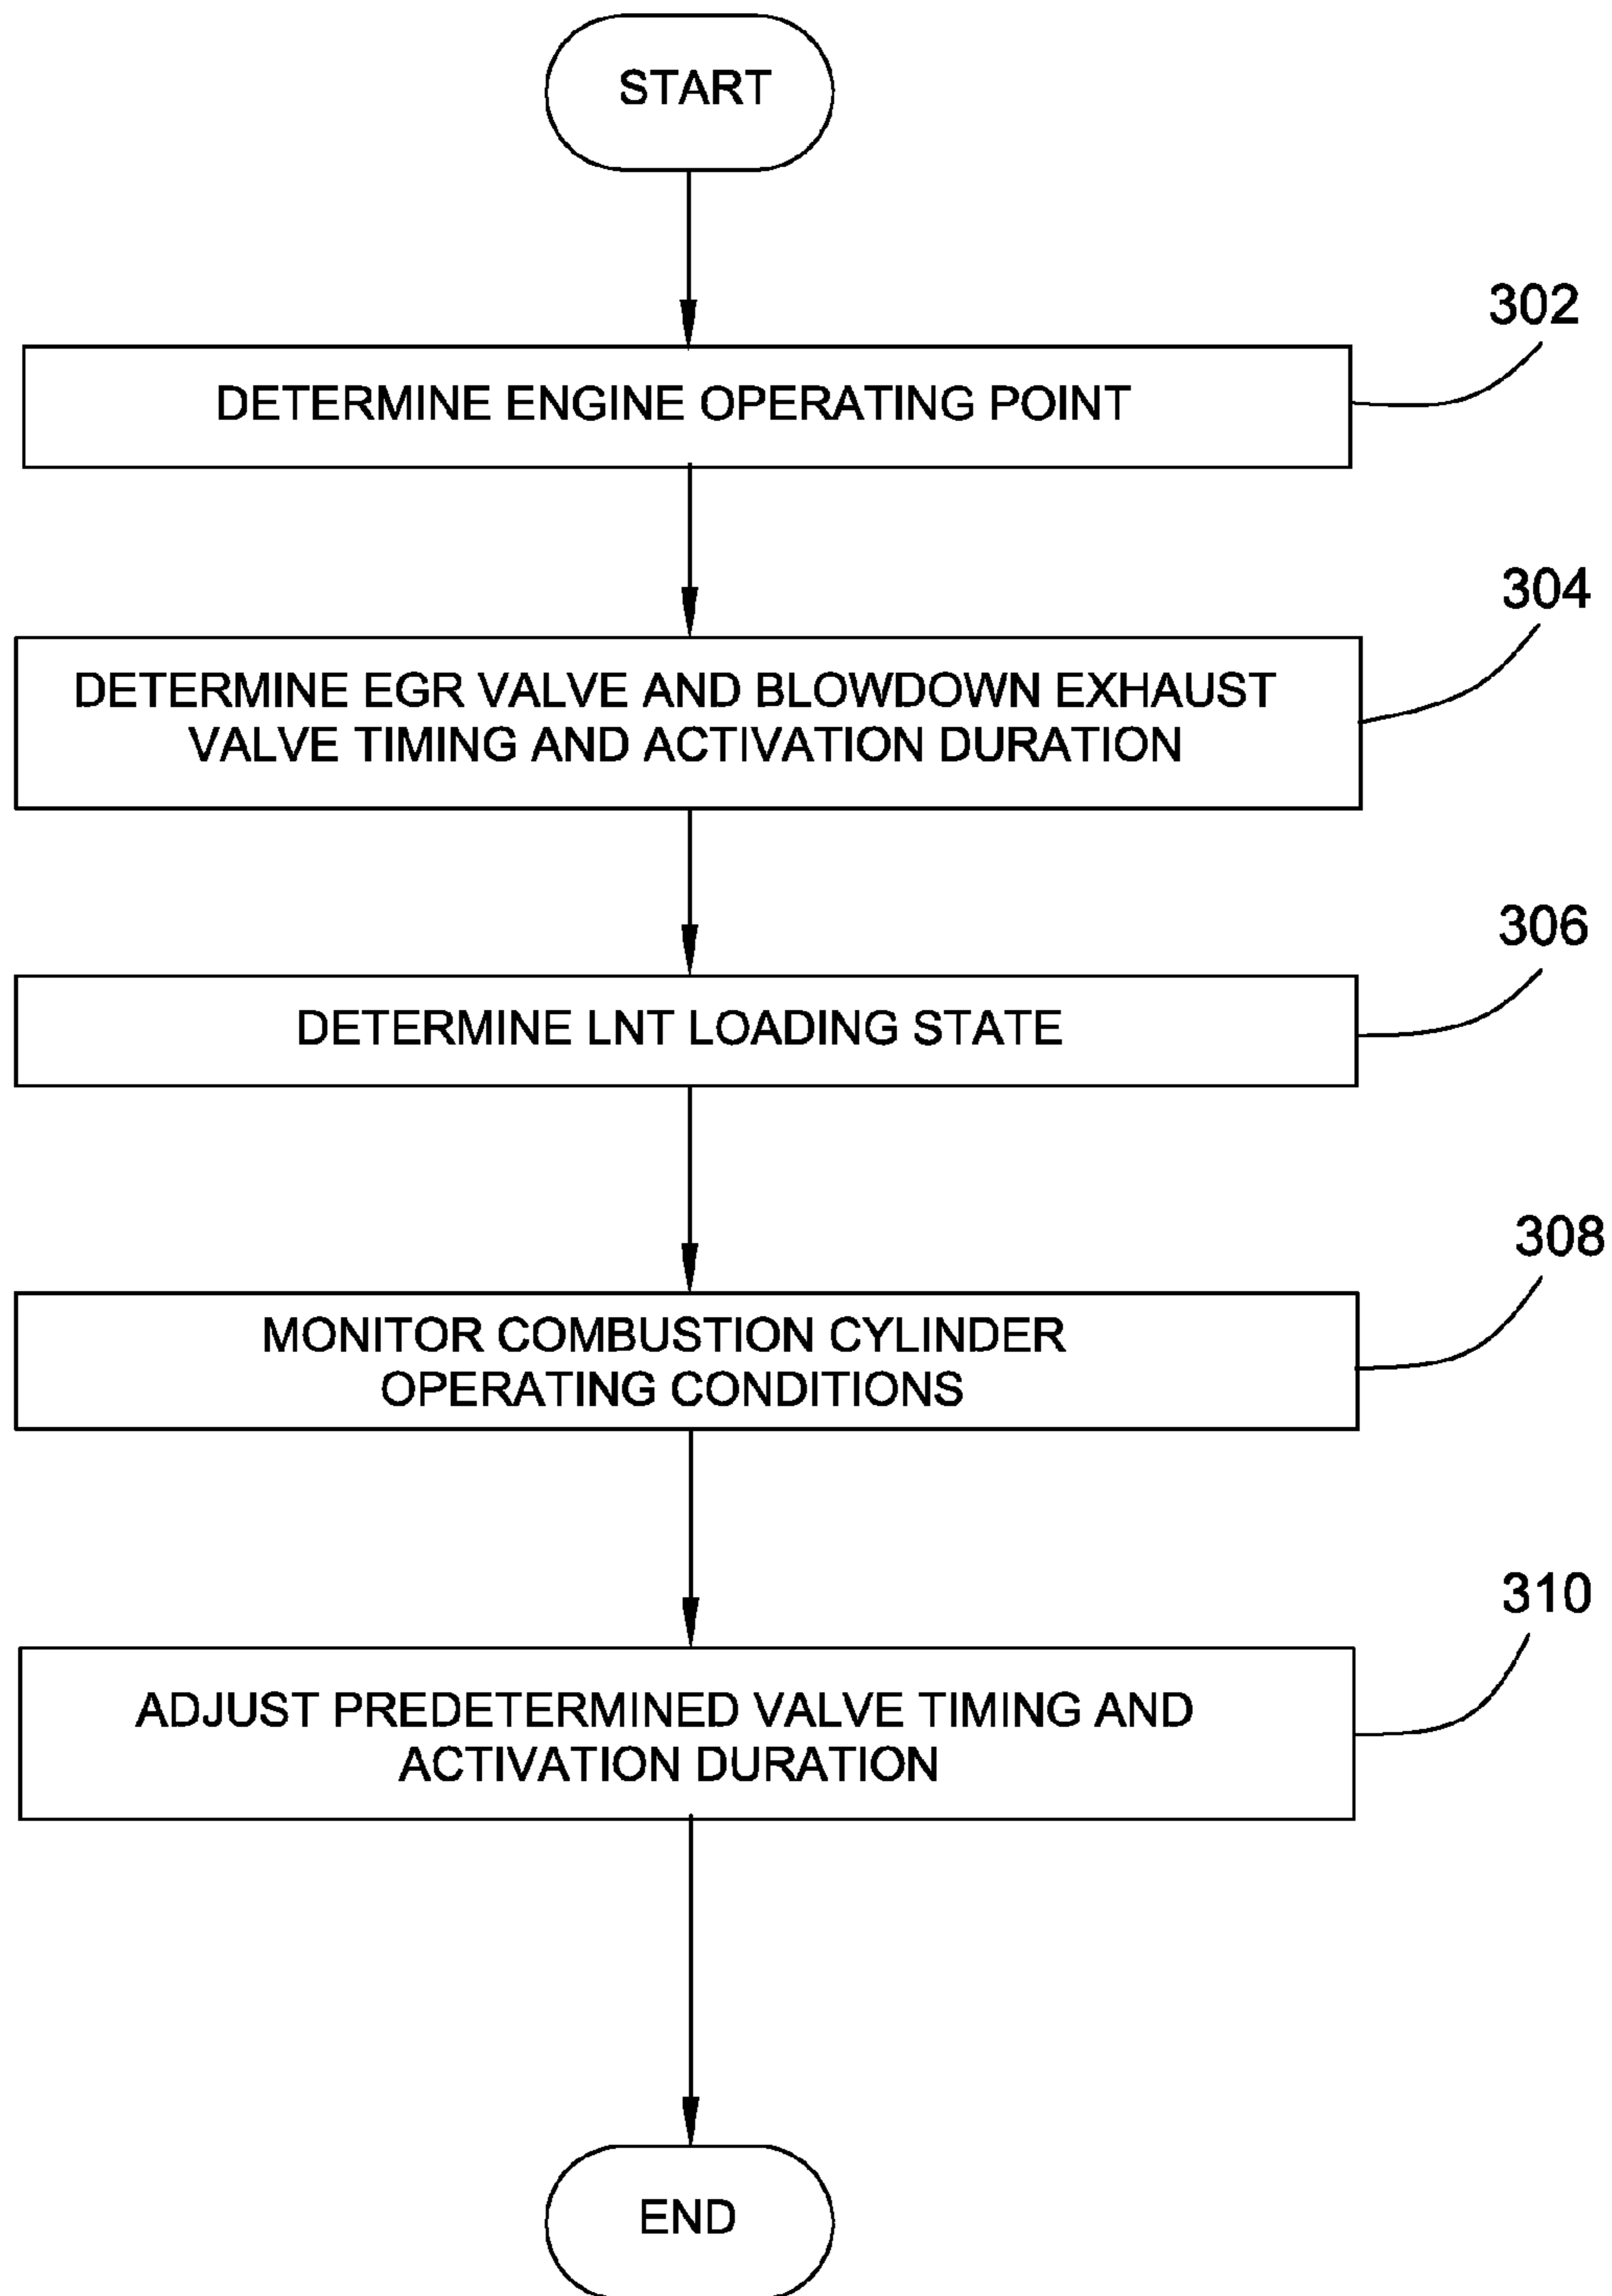 START
302
DETERMINE ENGINE OPERATING POINT
304
DETERMINE EGR VALVE AND BLOWDOWN EXHAUST
VALVE TIMING AND ACTIVATION DURATION
306
DETERMINE LNT LOADING STATE
308
MONITOR COMBUSTION CYLINDER
OPERATING CONDITIONS
310
ADJUST PREDETERMINED VALVE TIMING AND
ACTIVATION DURATION
END